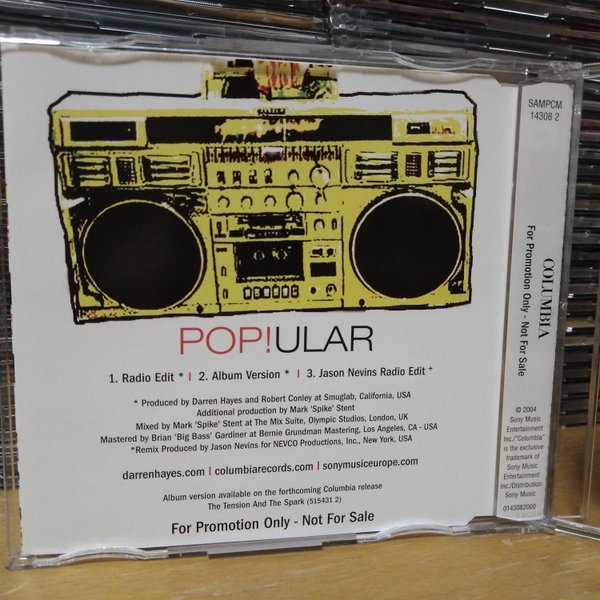 POP!ULAR
1. Radio Edit * | 2. Album Version * | 3. Jason Nevins Radio Edit +
* Produced by Darren Hayes and Robert Conley at Smuglab, California, USA
Additional production by Mark 'Spike' Stent
Mixed by Mark 'Spike' Stent at The Mix Suite, Olympic Studios, London, UK
Mastered by Brian 'Big Bass' Gardiner at Bernie Grundman Mastering, Los Angeles, CA - USA
+Remix Produced by Jason Nevins for NEVCO Productions, Inc., New York, USA
darrenhayes.com | columbiarecords.com | sonymusiceurope.com
Album version available on the forthcoming Columbia release
The Tension And The Spark (515431 2)
For Promotion Only - Not For Sale
SAMPCM
14308 2
COLUMBIA
For Promotion Only - Not For Sale
© 2004
Sony Music
Entertainment
Inc./"Columbia"
is the exclusive
trademark of
Sony Music
Entertainment
Inc./Distribution
Sony Music
0143082000